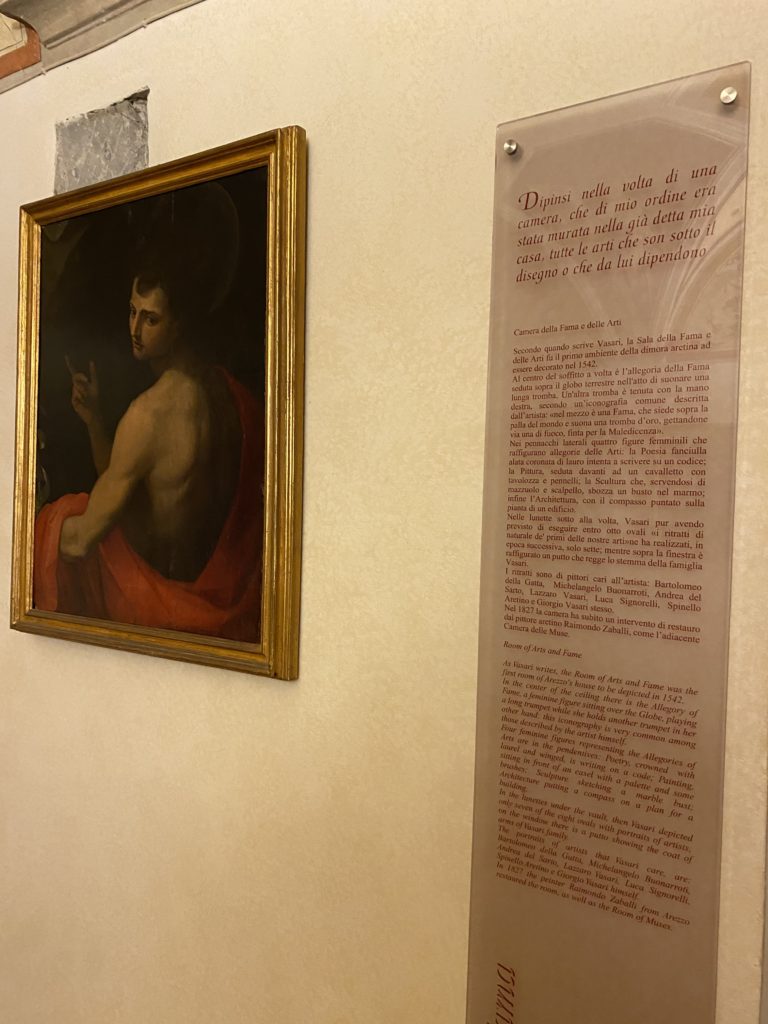 Dipinsi nella volta di una
camera, che di mio ordine era
stata murata nella già detta mia
casa, tutte le arti che son sotto il
disegno o che da lui dipendono
Camera della Fama e delle Arti
Secondo quando scrive Vasari, la Sala della Fama e
delle Arti fu il primo ambiente della dimora aretina ad
essere decorato nel 1542.
Al centro del soffitto a volta è l'allegoria della Fama
seduta sopra il globo terrestre nell'atto di suonare una
lunga tromba. Un'altra tromba è tenuta con la mano
destra, secondo un'iconografia comune descritta
dall'artista: «nel mezzo è una Fama, che siede sopra la
palla del mondo e suona una tromba d'oro, gettandone
via una di fuoco, finta per la Maledicenza».
Nei pennacchi laterali quattro figure femminili che
raffigurano allegorie delle Arti: la Poesia fanciulla
alata coronata di lauro intenta a scrivere su un codice;
la Pittura, seduta davanti ad un cavalletto con
tavolozza e pennelli; la Scultura che, servendosi di
mazzuolo e scalpello, sbozza un busto nel marmo;
infine l'Architettura, con il compasso puntato sulla
pianta di un edificio.
Nelle lunette sotto alla volta, Vasari pur avendo
previsto di eseguire entro otto ovali «i ritratti di
naturale de' primi delle nostre arti»ne ha realizzati, in
epoca successiva, solo sette; mentre sopra la finestra è
raffigurato un putto che regge lo stemma della famiglia
Vasari.
I ritratti sono di pittori cari all'artista: Bartolomeo
della Gatta, Michelangelo Buonarroti, Andrea del
Sarto, Lazzaro Vasari, Luca Signorelli, Spinello
Aretino e Giorgio Vasari stesso.
Nel 1827 la camera ha subito un intervento di restauro
dal pittore aretino Raimondo Zaballi, come l'adiacente
Camera delle Muse.
Room of Arts and Fame
As Vasari writes, the Room of Arts and Fame was the
first room of Arezzo's house to be depicted in 1542.
In the center of the ceiling there is the Allegory of
Fame, a feminine figure sitting over the Globe, playing
a long trumpet while she holds another trumpet in her
other hand: this iconography is very common among
those described by the artist himself.
Four feminine figures representing the Allegories of
Arts are in the pendentives: Poetry, crowned with
laurel and winged, is writing on a code; Painting,
sitting in front of an easel with a palette and some
brushes; Sculpture sketching a marble bust;
Architecture putting a compass on a plan for a
building.
In the lunettes under the vault, then Vasari depicted
only seven of the eight ovals with portraits of artists,
on the window there is a putto showing the coat of
arms of Vasari family.
The portraits of artists that Vasari care, are:
Bartolomeo della Gatta, Michelangelo Buonarroti,
Andrea del Sarto, Lazzaro Vasari, Luca Signorelli,
Spinello Aretino e Giorgio Vasari himself.
In 1827 the painter Raimondo Zaballi from Arezzo
restaured the room, as well as the Room of Muses.